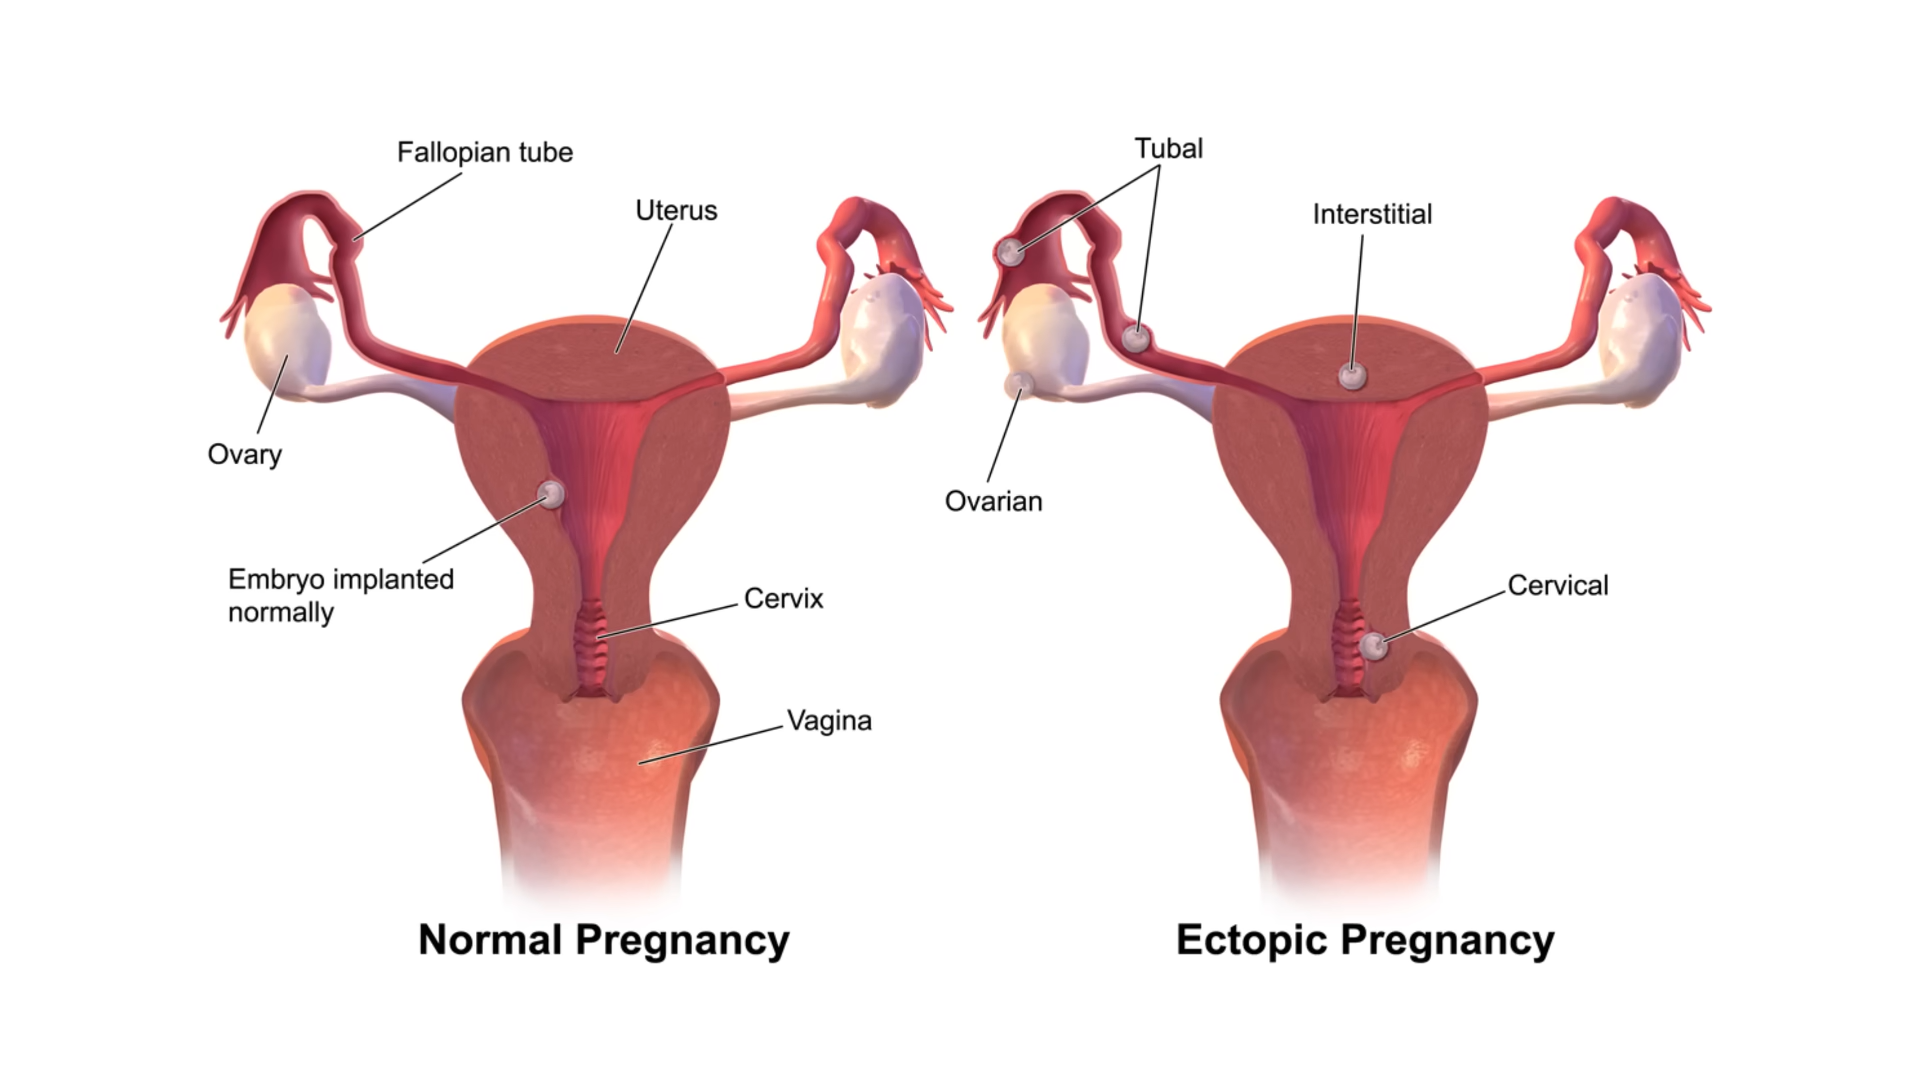 Fallopian tube
Uterus
Ovary
Embryo implanted
normally
Cervix
Vagina
Normal Pregnancy
Tubal
Interstitial
Ovarian
Cervical
Ectopic Pregnancy